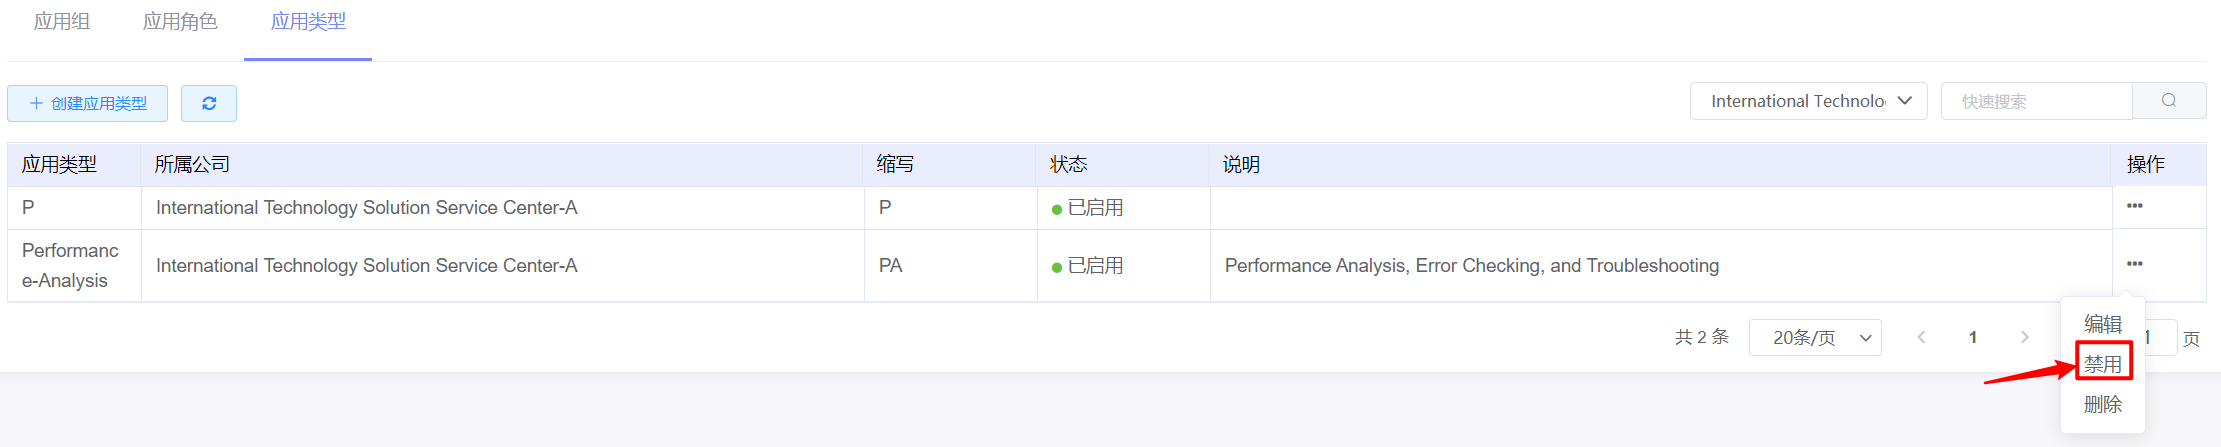 应用组 应用角色 应用类型
创建应用类型 International Technolo 快速搜索
应用类型 所属公司 缩写 状态 说明 操作
P International Technology Solution Service Center-A P 已启用
Performanc
e-Analysis International Technology Solution Service Center-A PA 已启用 Performance Analysis, Error Checking, and Troubleshooting
共 2 条 20条/页 1 1 页
编辑
禁用
删除